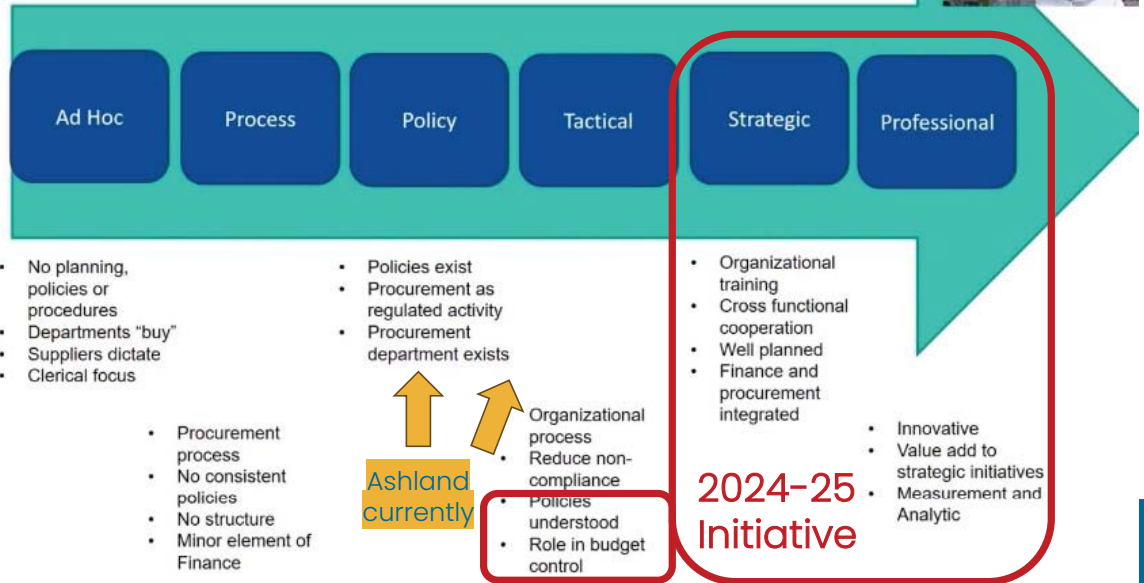 Ad Hoc
Process
Policy
Tactical
Strategic
Professional
• No planning,
policies or
procedures
• Departments “buy”
• Suppliers dictate
• Clerical focus
• Procurement
process
• No consistent
policies
• No structure
• Minor element of
Finance
• Policies exist
• Procurement as
regulated activity
• Procurement
department exists
Ashland
currently
Organizational
process
• Reduce non-
compliance
• Policies
understood
• Role in budget
control
• Organizational
training
• Cross functional
cooperation
• Well planned
• Finance and
procurement
integrated
2024-25
Initiative
• Innovative
• Value add to
strategic initiatives
• Measurement and
Analytic